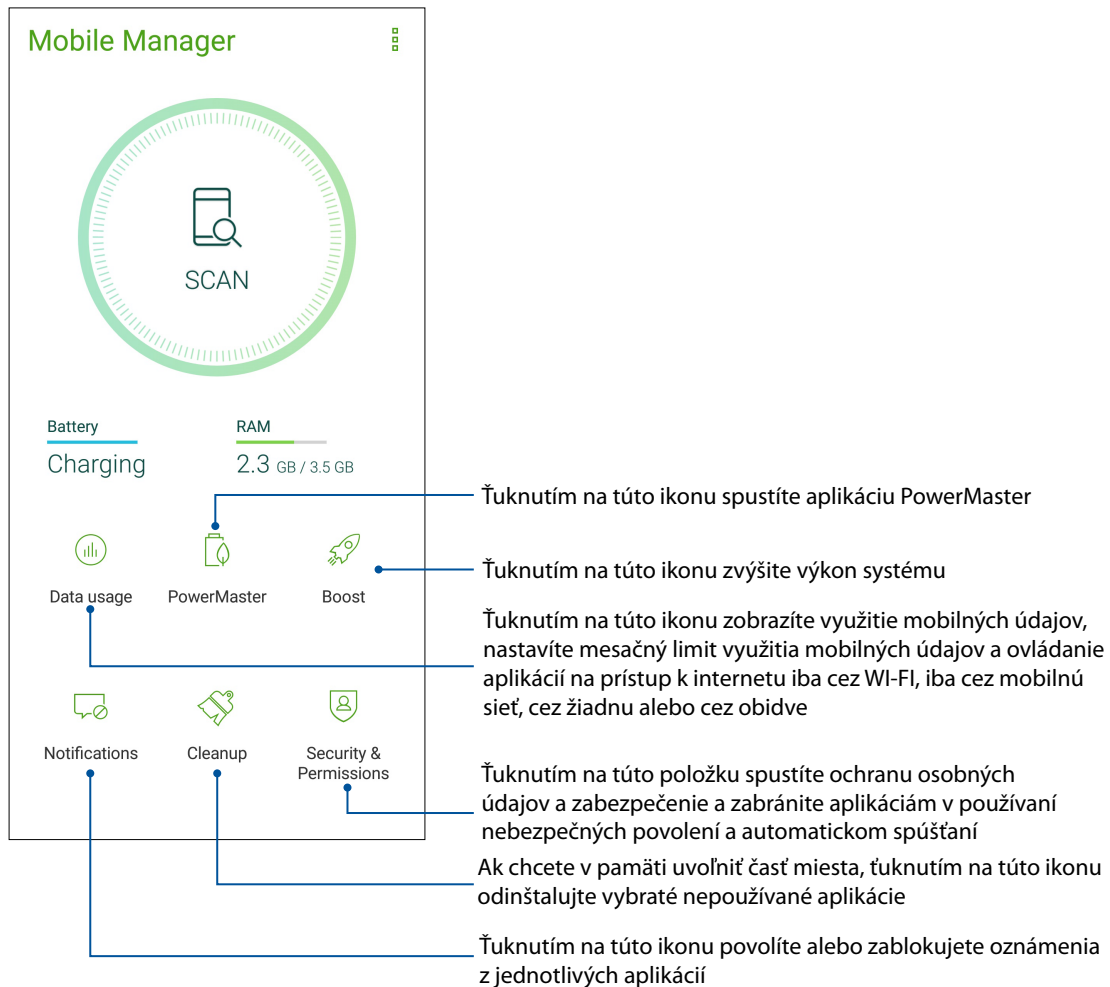 Mobile Manager
SCAN
Battery
RAM
Charging
2.3 GB / 3.5 GB
Data usage
PowerMaster
Boost
Notifications
Cleanup
Security &
Permissions
Ťuknutím na túto ikonu spustíte aplikáciu PowerMaster
Ťuknutím na túto ikonu zvýšite výkon systému
Ťuknutím na túto ikonu zobrazíte využitie mobilných údajov,
nastavíte mesačný limit využitia mobilných údajov a ovládanie
aplikácií na prístup k internetu iba cez WI-FI, iba cez mobilnú
sieť, cez žiadnu alebo cez obidve
Ťuknutím na túto položku spustíte ochranu osobných
údajov a zabezpečenie a zabránite aplikáciám v používaní
nebezpečných povolení a automatickom spúšťaní
Ak chcete v pamäti uvoľniť časť miesta, ťuknutím na túto ikonu
odinštalujte vybraté nepoužívané aplikácie
Ťuknutím na túto ikonu povolíte alebo zablokujete oznámenia
z jednotlivých aplikácií